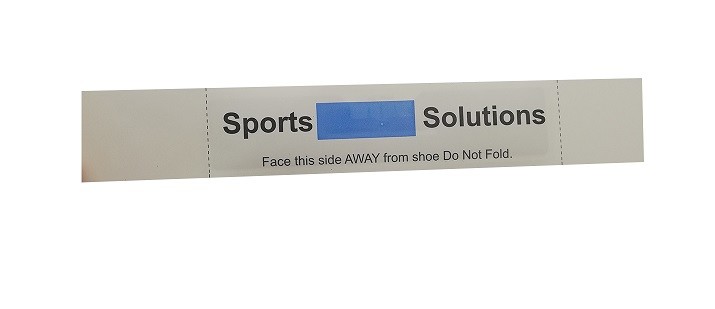 Sports Solutions
Face this side AWAY from shoe Do Not Fold.